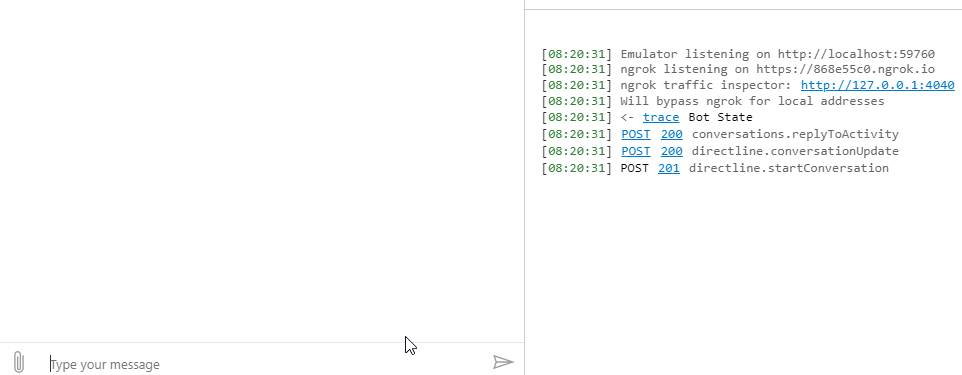 [08:20:31] Emulator listening on http://localhost:59760
[08:20:31] ngrok listening on https://868e55c0.ngrok.io
[08:20:31] ngrok traffic inspector: http://127.0.0.1:4040
[08:20:31] Will bypass ngrok for local addresses
[08:20:31] <- trace Bot State
[08:20:31] POST 200 conversations.replyToActivity
[08:20:31] POST 200 directline.conversationUpdate
[08:20:31] POST 201 directline.startConversation
Type your message